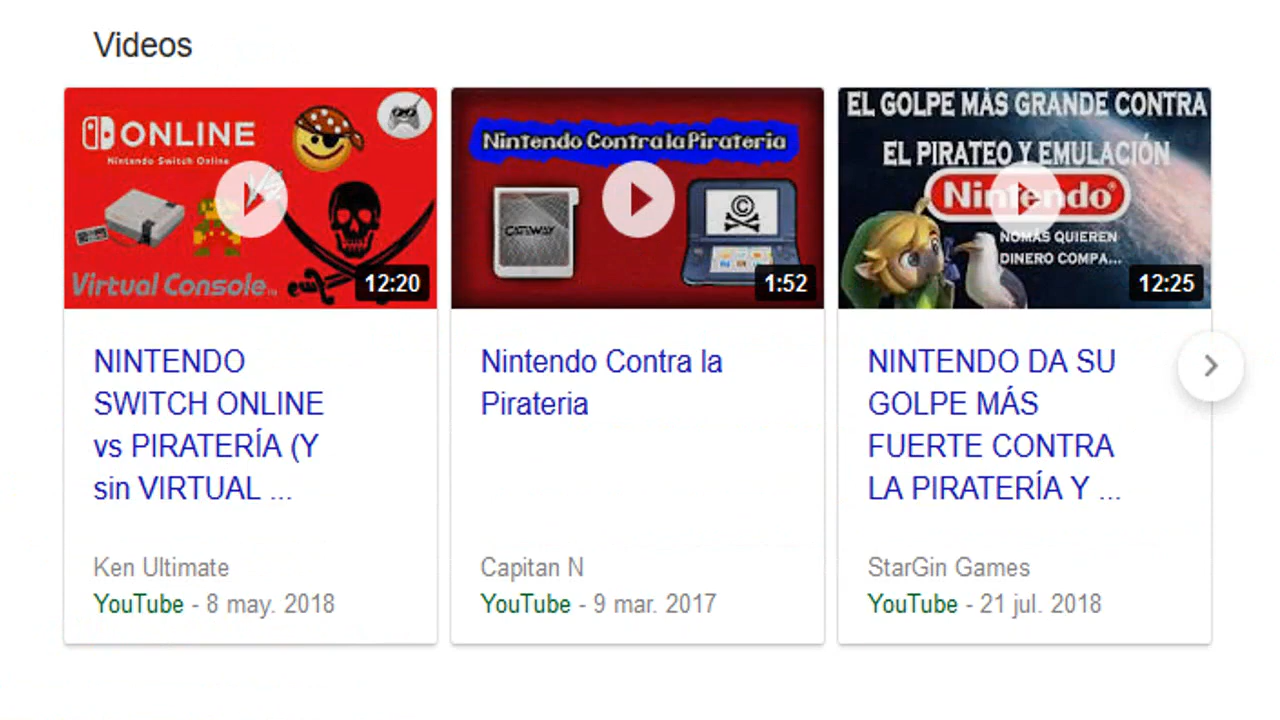 Videos
ONLINE
Nintendo Switch Online
Virtual Console
12:20
NINTENDO
SWITCH ONLINE
vs PIRATERÍA (Y
sin VIRTUAL ...
Ken Ultimate
YouTube - 8 may. 2018
Nintendo Contra la Pirateria
GATEWAY
©
1:52
Nintendo Contra la
Pirateria
Capitan N
YouTube - 9 mar. 2017
EL GOLPE MÁS GRANDE CONTRA
EL PIRATEO Y EMULACIÓN
Nintendo®
NOMÁS QUIEREN
DINERO COMPA...
12:25
NINTENDO DA SU
GOLPE MÁS
FUERTE CONTRA
LA PIRATERÍA Y ...
StarGin Games
YouTube - 21 jul. 2018